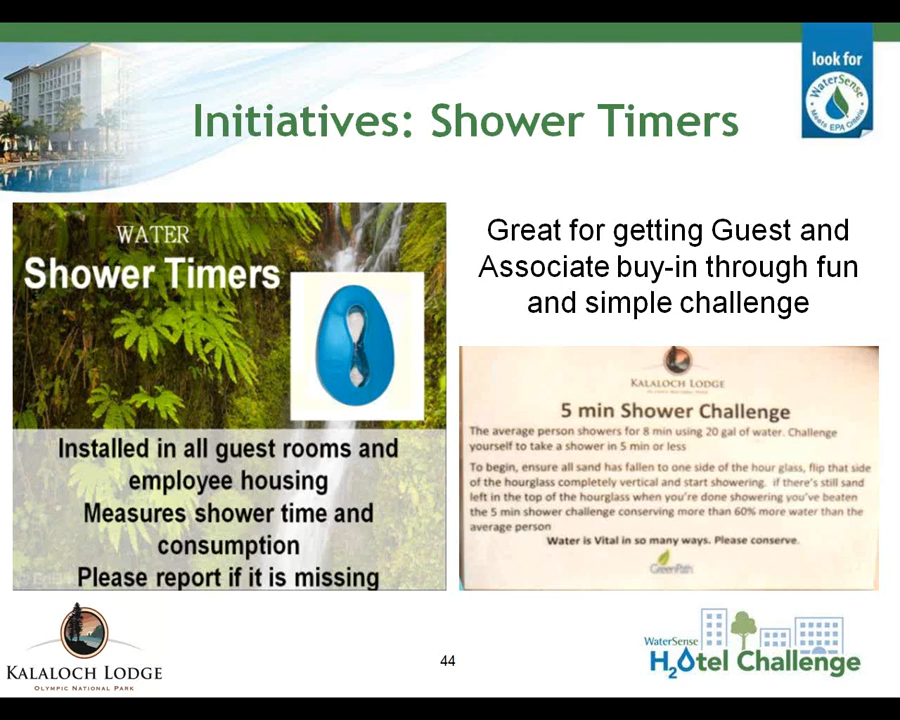 look for
WaterSense
Meets EPA Criteria
Initiatives: Shower Timers
WATER
Shower Timers
Installed in all guest rooms and
employee housing
Measures shower time and
consumption
Please report if it is missing
Great for getting Guest and
Associate buy-in through fun
and simple challenge
KALALOCH LODGE
OLYMPIC NATIONAL PARK
5 min Shower Challenge
The average person showers for 8 min using 20 gal of water. Challenge
yourself to take a shower in 5 min or less
To begin, ensure all sand has fallen to one side of the hour glass, flip that side
of the hourglass completely vertical and start showering. if there's still sand
left in the top of the hourglass when you're done showering you've beaten
the 5 min shower challenge conserving more than 60% more water than the
average person
Water is Vital in so many ways. Please conserve.
GreenPath
KALALOCH LODGE
OLYMPIC NATIONAL PARK
44
WaterSense
H2Otel Challenge